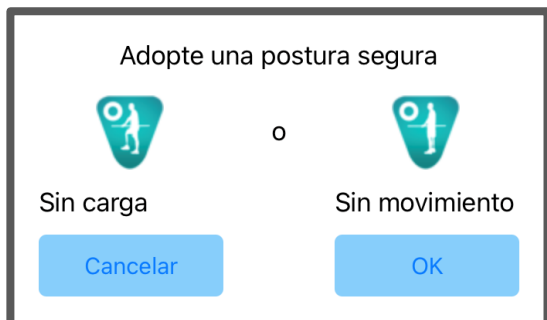 Adopte una postura segura
o
Sin carga Sin movimiento
Cancelar OK